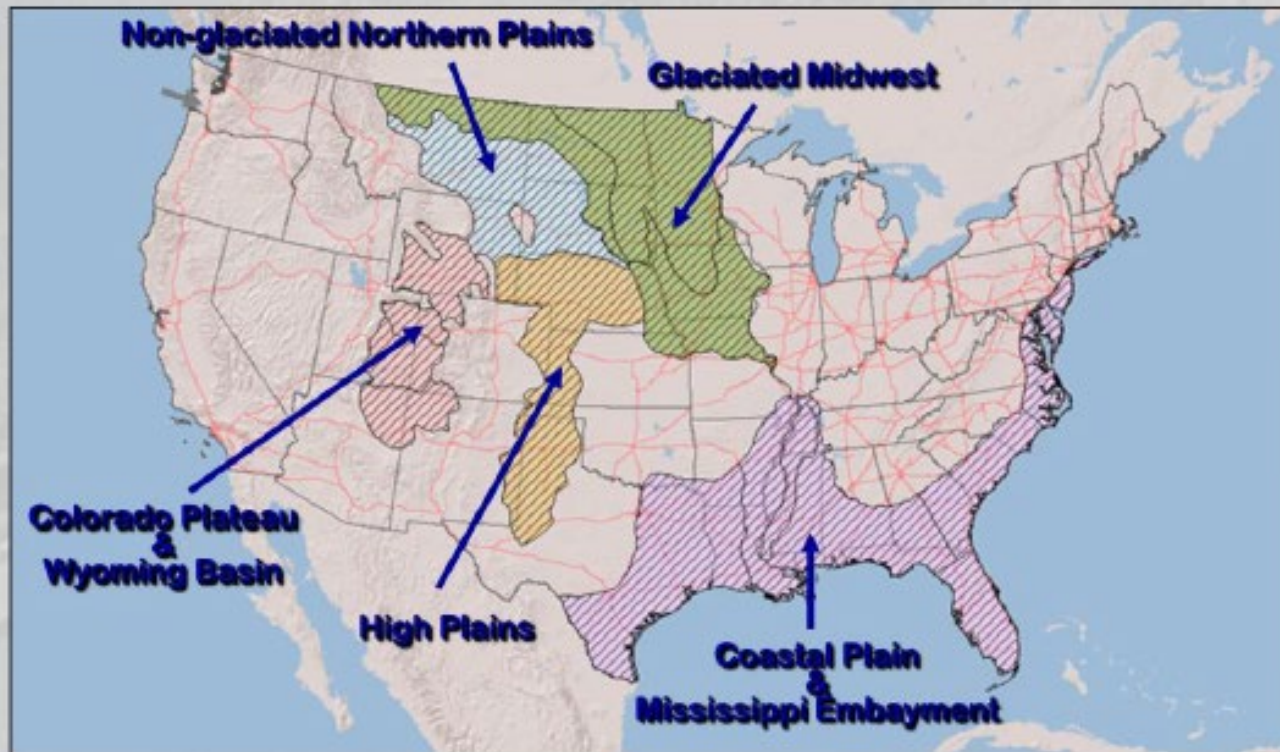 Non-glaciated Northern Plains
Glaciated Midwest
Colorado Plateau
&
Wyoming Basin
High Plains
Coastal Plain
&
Mississippi Embayment